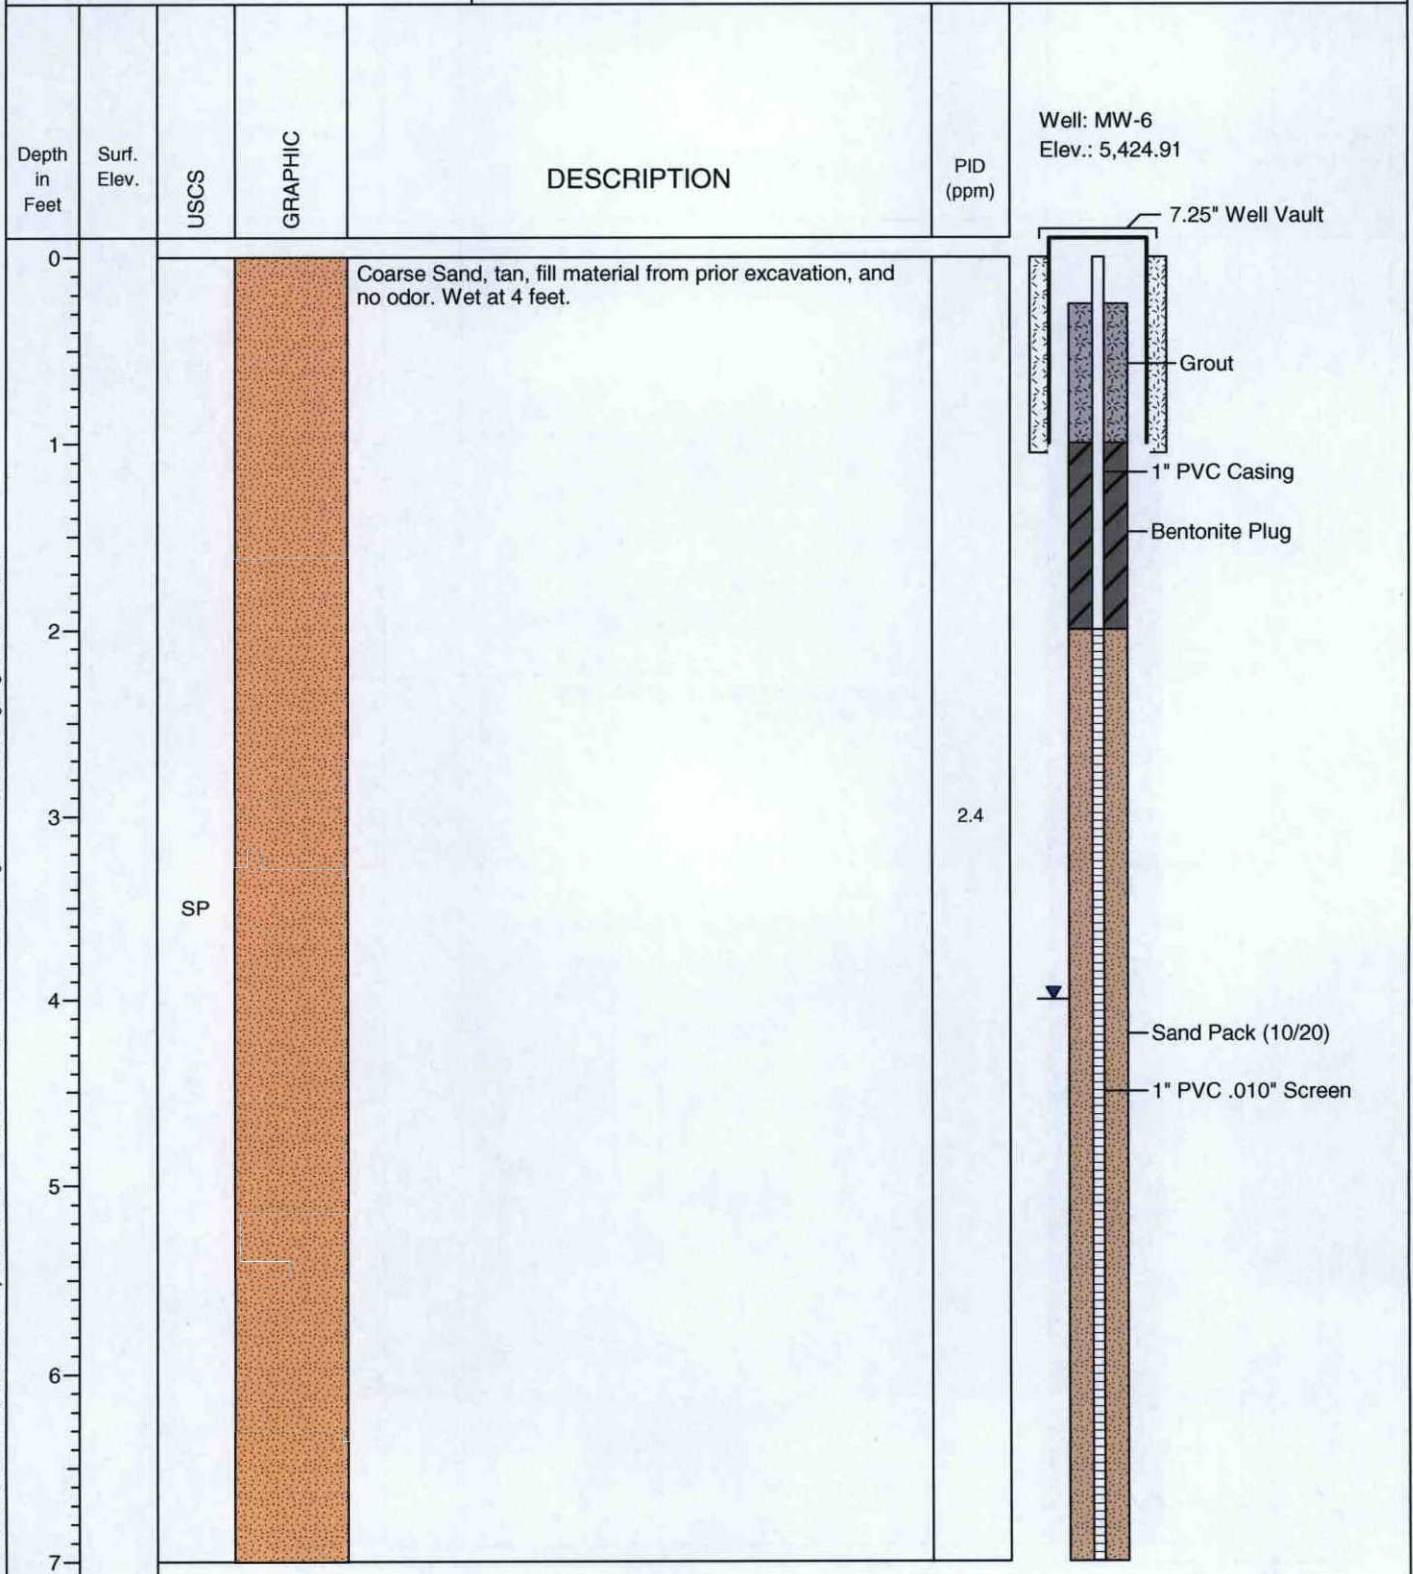 Well: MW-6
Elev.: 5,424.91
Depth
in
Feet
Surf.
Elev.
USCS
GRAPHIC
DESCRIPTION
PID
(ppm)
7.25" Well Vault
0
Coarse Sand, tan, fill material from prior excavation, and
no odor. Wet at 4 feet.
Grout
1
1" PVC Casing
Bentonite Plug
2
3
2.4
SP
4
Sand Pack (10/20)
1" PVC .010" Screen
5
6
7